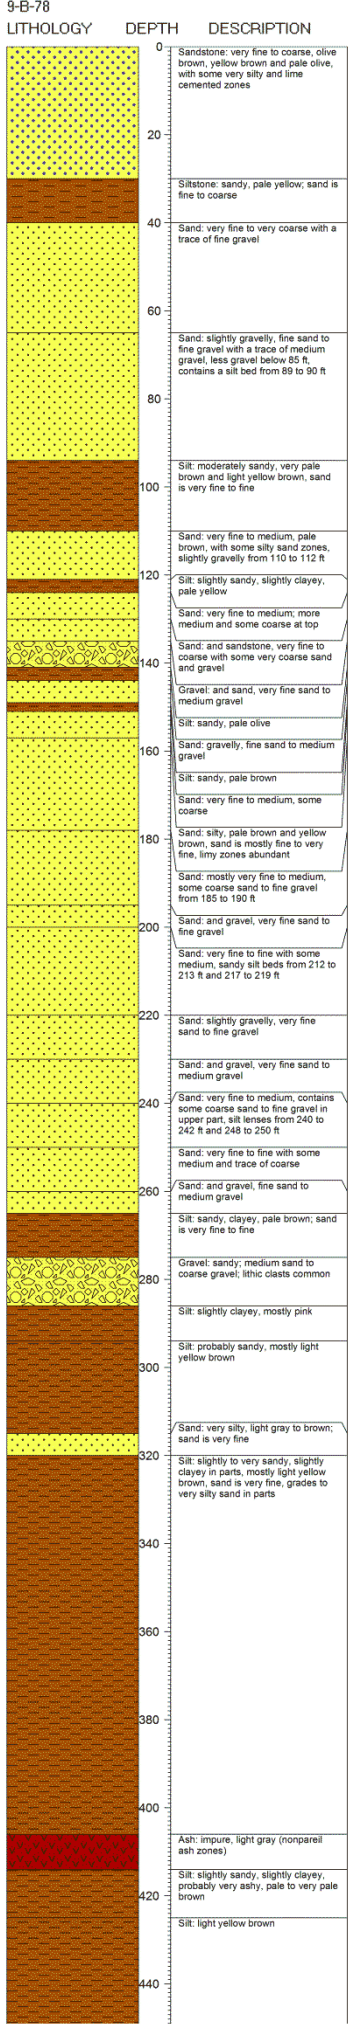 9-B-78
LITHOLOGY DEPTH DESCRIPTION
0
Sandstone: very fine to coarse, olive
brown, yellow brown and pale olive,
with some very silty and lime
cemented zones
20
Siltstone: sandy, pale yellow; sand is
fine to coarse
40
Sand: very fine to very coarse with a
trace of fine gravel
60
Sand: slightly gravelly, fine sand to
fine gravel with a trace of medium
gravel, less gravel below 85 ft,
contains a silt bed from 89 to 90 ft
80
Silt: moderately sandy, very pale
brown and light yellow brown, sand
is very fine to fine
100
Sand: very fine to medium, pale
brown, with some silty sand zones,
slightly gravelly from 110 to 112 ft
120
Silt: slightly sandy, slightly clayey,
pale yellow
Sand: very fine to medium; more
medium and some coarse at top
Sand: and sandstone, very fine to
coarse with some very coarse sand
and gravel
140
Gravel: and sand, very fine sand to
medium gravel
Silt: sandy, pale olive
Sand: gravelly, fine sand to medium
gravel
160
Silt: sandy, pale brown
Sand: very fine to medium, some
coarse
180
Sand: silty, pale brown and yellow
brown, sand is mostly fine to very
fine, limy zones abundant
Sand: mostly very fine to medium,
some coarse sand to fine gravel
from 185 to 190 ft
Sand: and gravel, very fine sand to
fine gravel
200
Sand: very fine to fine with some
medium, sandy silt beds from 212 to
213 ft and 217 to 219 ft
220
Sand: slightly gravelly, very fine
sand to fine gravel
Sand: and gravel, very fine sand to
medium gravel
240
Sand: very fine to medium, contains
some coarse sand to fine gravel in
upper part, silt lenses from 240 to
242 ft and 248 to 250 ft
Sand: very fine to fine with some
medium and trace of coarse
260
Sand: and gravel, fine sand to
medium gravel
Silt: sandy, clayey, pale brown; sand
is very fine to fine
Gravel: sandy; medium sand to
coarse gravel; lithic clasts common
280
Silt: slightly clayey, mostly pink
Silt: probably sandy, mostly light
yellow brown
300
Sand: very silty, light gray to brown;
sand is very fine
320
Silt: slightly to very sandy, slightly
clayey in parts, mostly light yellow
brown, sand is very fine, grades to
very silty sand in parts
340
360
380
400
Ash: impure, light gray (nonpareil
ash zones)
Silt: slightly sandy, slightly clayey,
probably very ashy, pale to very pale
brown
420
Silt: light yellow brown
440